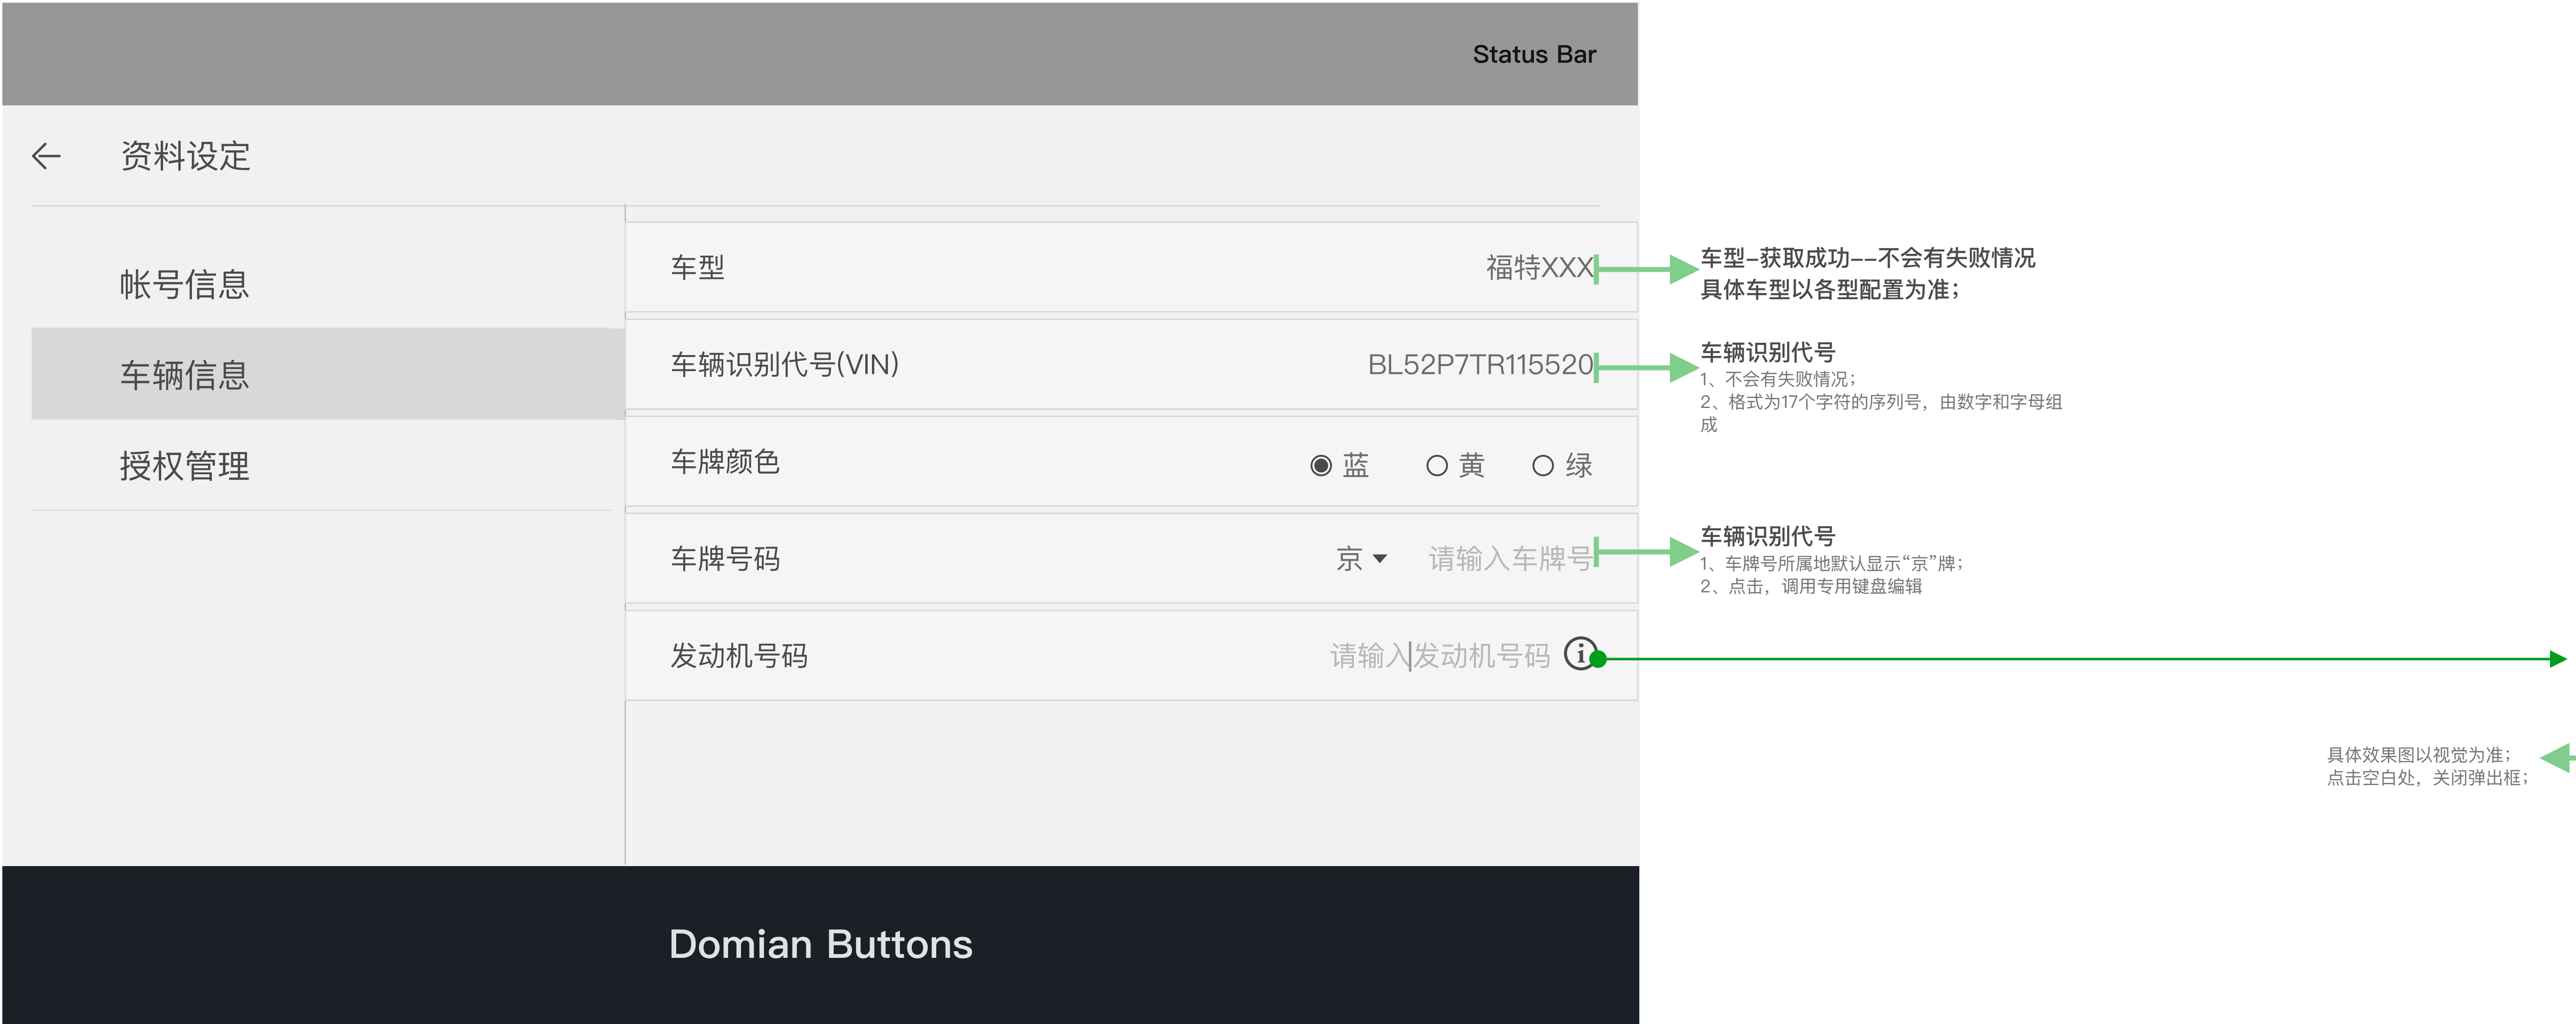 Status Bar
资料设定
帐号信息
车辆信息
授权管理
车型
福特XXX
车辆识别代号(VIN)
BL52P7TR115520
车牌颜色
蓝
黄
绿
车牌号码
京
请输入车牌号
发动机号码
请输入发动机号码
车型-获取成功--不会有失败情况
具体车型以各型配置为准；
车辆识别代号
1、不会有失败情况；
2、格式为17个字符的序列号，由数字和字母组
成
车辆识别代号
1、车牌号所属地默认显示“京”牌；
2、点击，调用专用键盘编辑
具体效果图以视觉为准；
点击空白处，关闭弹出框；
Domian Buttons